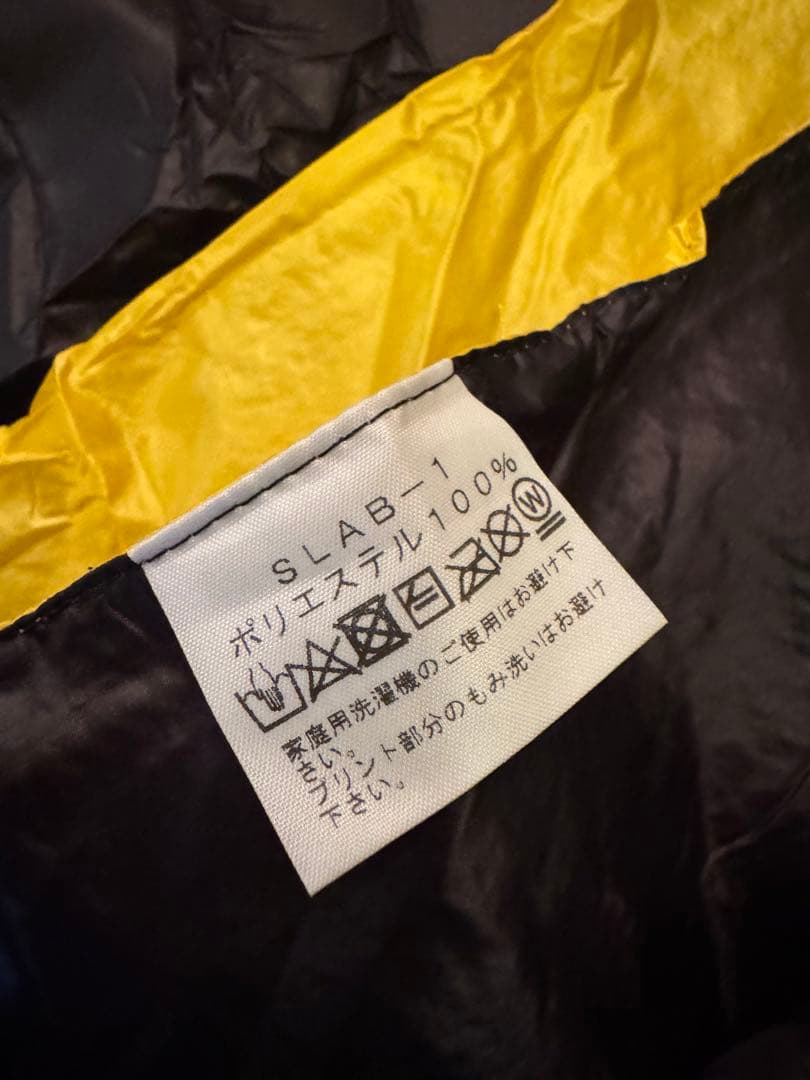 SLAB-1
ポリエステル100%
W
家庭用洗濯機のご使用はお避け下
さい。
プリント部分のもみ洗いはお避け
下さい。